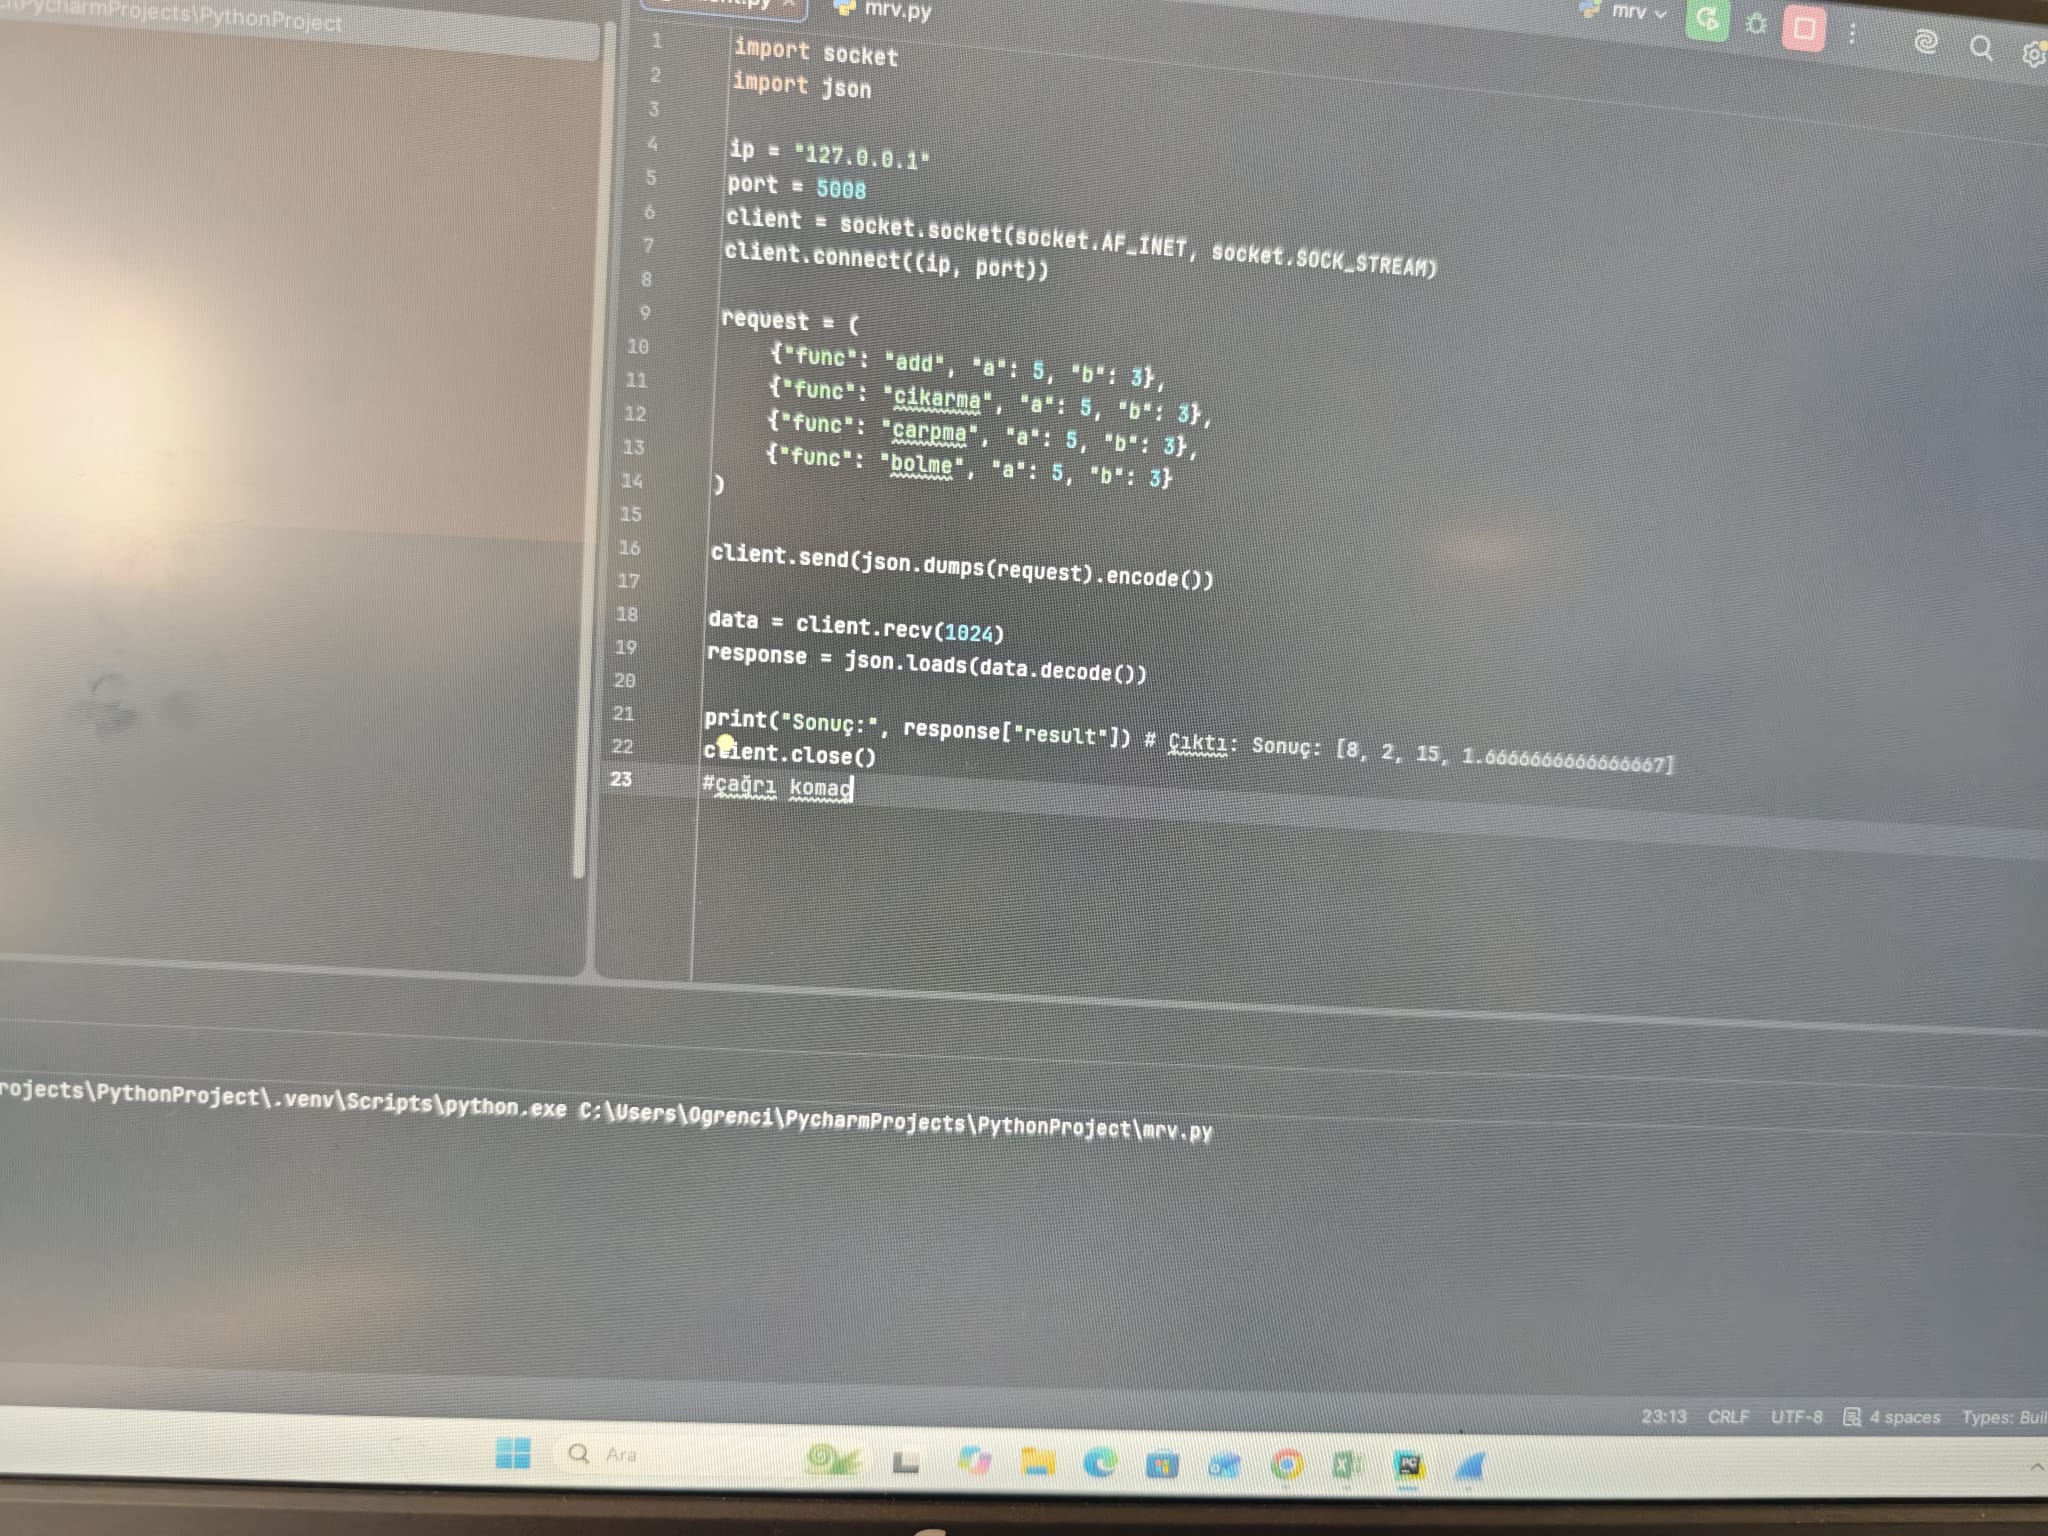 \PycharmProjects\PythonProject
mrv.py
mrv
1 import socket
2 import json
3
4 ip = "127.0.0.1"
5 port = 5008
6 client = socket.socket(socket.AF_INET, socket.SOCK_STREAM)
7 client.connect((ip, port))
8
9 request = (
10 {"func": "add", "a": 5, "b": 3},
11 {"func": "cikarma", "a": 5, "b": 3},
12 {"func": "carpma", "a": 5, "b": 3},
13 {"func": "bolme", "a": 5, "b": 3}
14 )
15
16 client.send(json.dumps(request).encode())
17
18 data = client.recv(1024)
19 response = json.loads(data.decode())
20
21 print("Sonuç:", response["result"]) # Çıktı: Sonuç: [8, 2, 15, 1.6666666666666667]
22 client.close()
23 #çağrı komaç
rojects\PythonProject\.venv\Scripts\python.exe C:\Users\Ogrenci\PycharmProjects\PythonProject\mrv.py
23:13 CRLF UTF-8 4 spaces Types:
Ara